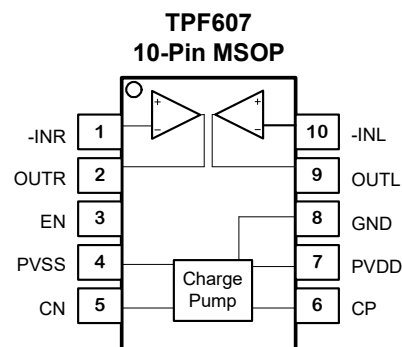 TPF607
10-Pin MSOP
+
−
+
−
-INR 1
10 -INL
OUTR 2
9 OUTL
EN 3
8 GND
PVSS 4
7 PVDD
Charge
Pump
CN 5
6 CP